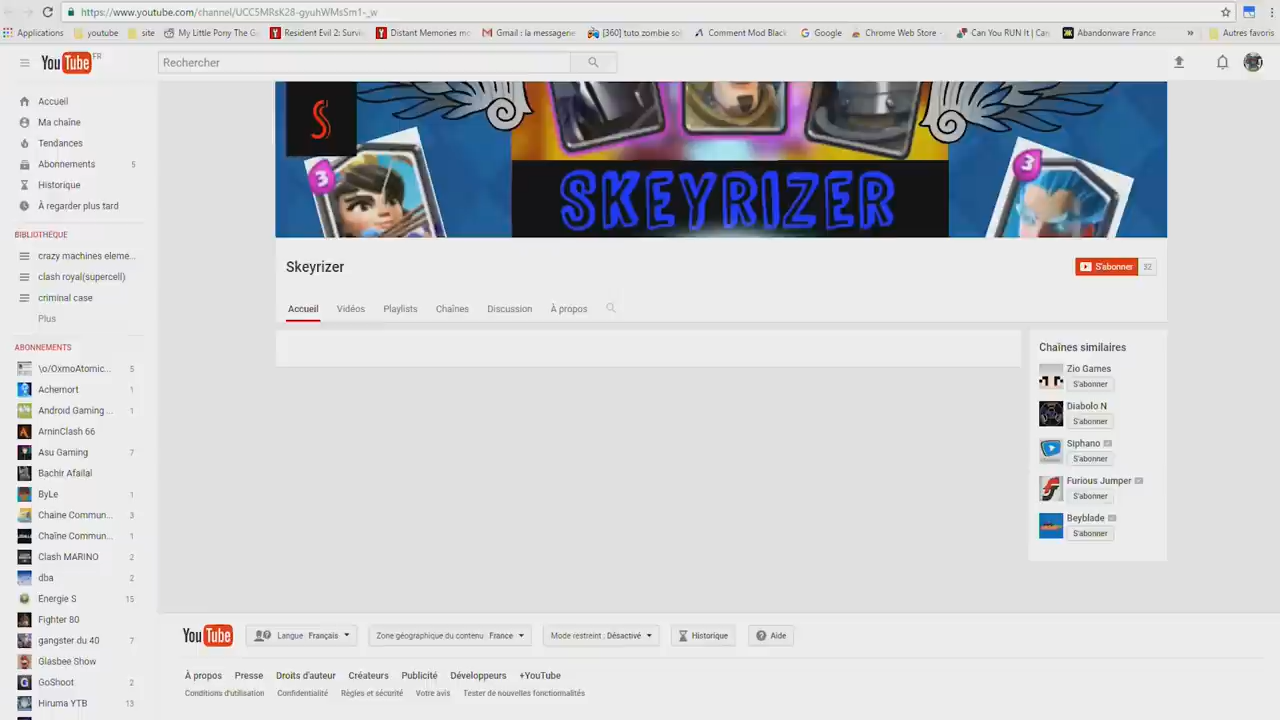 https://www.youtube.com/channel/UCC5MRsK28-gyuhWMsSm1-_w
Applications youtube site My Little Pony The Ga Resident Evil 2: Survi Distant Memories mo Gmail : la messagerie [360] tuto zombie so Comment Mod Black Google Chrome Web Store - Can You RUN It | Can Abandonware France » Autres favoris
YouTube FR
Rechercher
Accueil
Ma chaîne
Tendances
Abonnements 5
Historique
À regarder plus tard
BIBLIOTHÈQUE
crazy machines eleme...
clash royal(supercell)
criminal case
Plus
ABONNEMENTS
\o/OxmoAtomic... 5
Achemort 1
Android Gaming ... 1
ArninClash 66
Asu Gaming 7
Bachir Afailal
ByLe 1
Chaine Commun... 3
Chaîne Commun... 1
Clash MARINO 2
dba 2
Énergie S 15
Fighter 80
gangster du 40 7
Glasbee Show
GoShoot 2
Hiruma YTB 13
S
3
3
SKEYRIZER
Skeyrizer
S'abonner 32
Accueil Vidéos Playlists Chaînes Discussion À propos
Chaînes similaires
Zio Games
S'abonner
Diabolo N
S'abonner
Siphano
S'abonner
Furious Jumper
S'abonner
Beyblade
S'abonner
YouTube Langue : Français Zone géographique du contenu : France Mode restreint : Désactivé Historique Aide
À propos Presse Droits d'auteur Créateurs Publicité Développeurs +YouTube
Conditions d'utilisation Confidentialité Règles et sécurité Votre avis Tester de nouvelles fonctionnalités